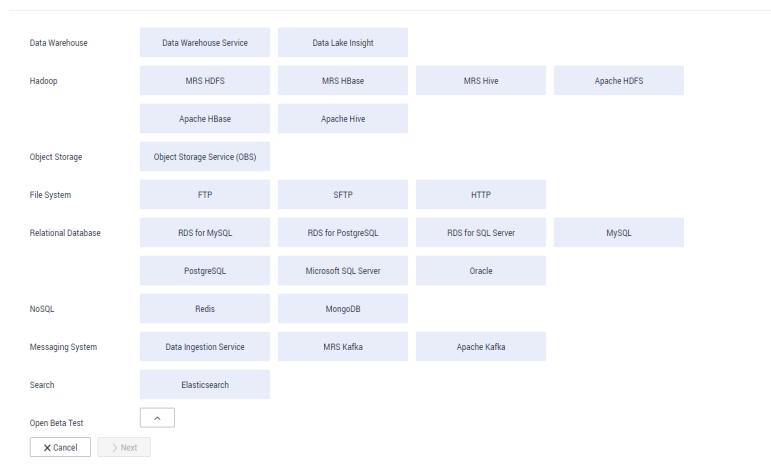 Data Warehouse Data Warehouse Service Data Lake Insight
Hadoop MRS HDFS MRS HBase MRS Hive Apache HDFS
Apache HBase Apache Hive
Object Storage Object Storage Service (OBS)
File System FTP SFTP HTTP
Relational Database RDS for MySQL RDS for PostgreSQL RDS for SQL Server MySQL
PostgreSQL Microsoft SQL Server Oracle
NoSQL Redis MongoDB
Messaging System Data Ingestion Service MRS Kafka Apache Kafka
Search Elasticsearch
Open Beta Test
Cancel Next